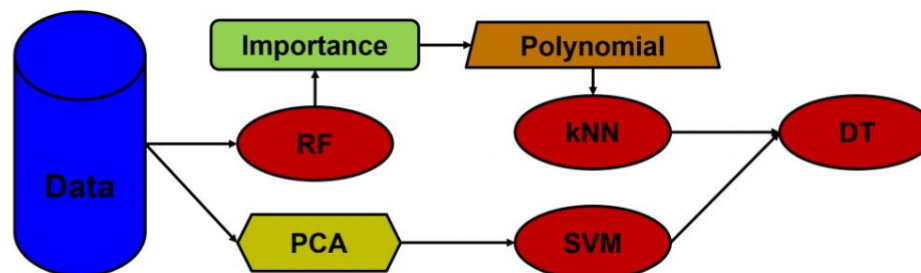 Importance
Polynomial
RF
kNN
DT
Data
PCA
SVM